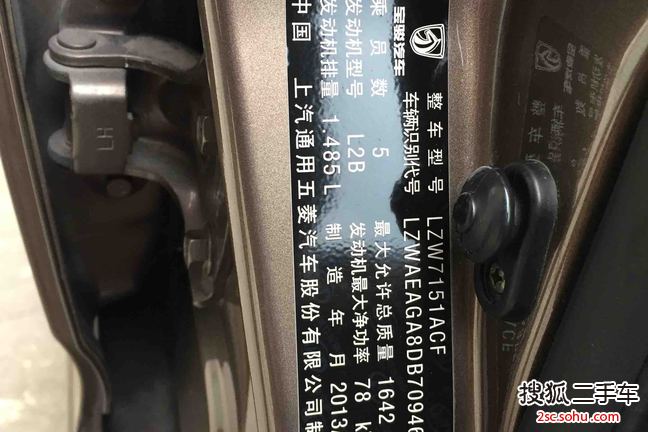 宝骏汽车
整车型号 LZW7151ACF
车辆识别代号 LZWAEAGA8DB70946
乘员数 5 最大允许总质量 1642
发动机型号 L2B 发动机最大净功率 78 k
发动机排量 1.485L 制造年月 2013
中国 上汽通用五菱汽车股份有限公司制
LH
搜狐二手车
2sc.sohu.com